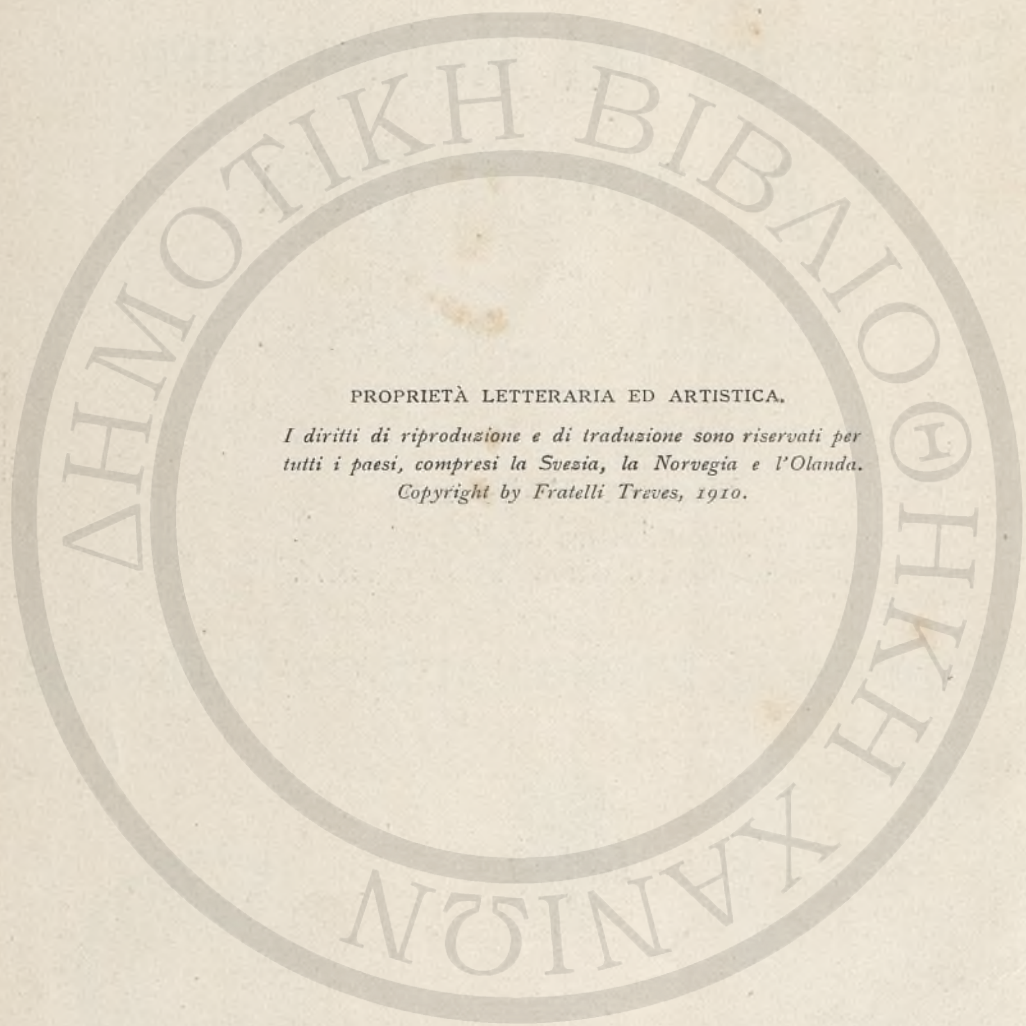 PROPRIETÀ LETTERARIA ED ARTISTICA.
I diritti di riproduzione e di traduzione sono riservati per
tutti i paesi, compresi la Svezia, la Norvegia e l'Olanda.
Copyright by Fratelli Treves, 1910.
ΔΗΜΟΤΙΚΗ ΒΙΒΛΙΟΘΗΚΗ ΧΑΝΙΩΝ